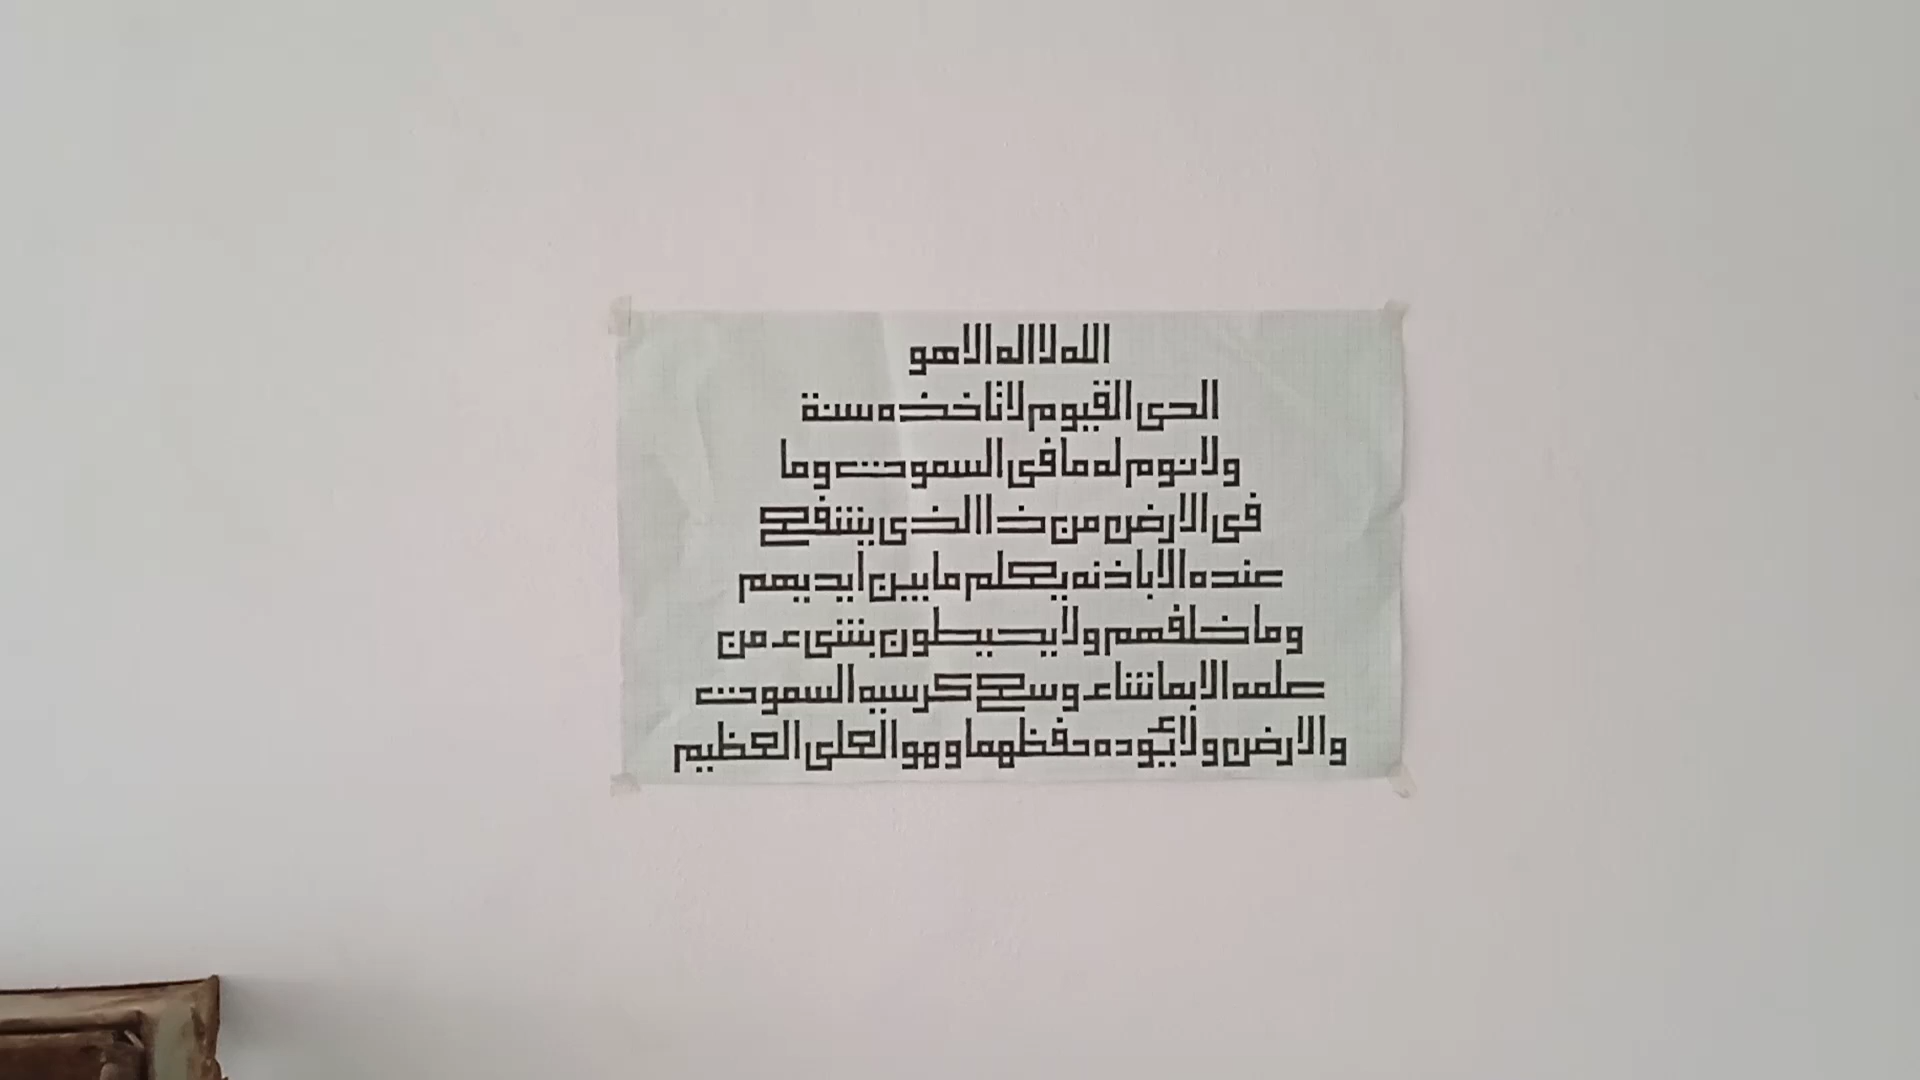 الله لا اله الا هو
الحى القيوم لا تاخذه سنة
ولا نوم له ما فى السموت وما
فى الارض من ذا الذى يشفع
عنده الا باذنه يعلم ما بين أيديهم
وما خلفهم ولا يحيطون بشىء من
علمه الا بما شاء وسع كرسيه السموت
والارض ولا يئوده حفظهما وهو العلى العظيم